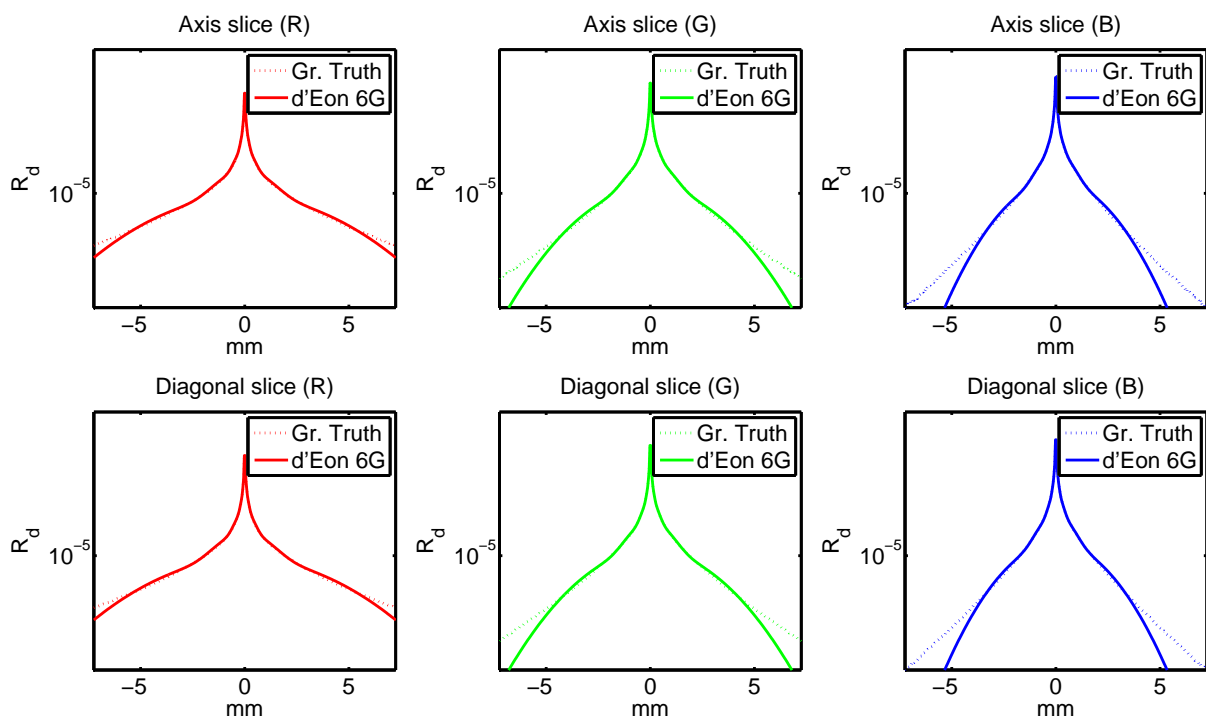 Axis slice (R)
Gr. Truth
d'Eon 6G
R_d
10^-5
−5
0
5
mm
Axis slice (G)
Gr. Truth
d'Eon 6G
R_d
10^-5
−5
0
5
mm
Axis slice (B)
Gr. Truth
d'Eon 6G
R_d
10^-5
−5
0
5
mm
Diagonal slice (R)
Gr. Truth
d'Eon 6G
R_d
10^-5
−5
0
5
mm
Diagonal slice (G)
Gr. Truth
d'Eon 6G
R_d
10^-5
−5
0
5
mm
Diagonal slice (B)
Gr. Truth
d'Eon 6G
R_d
10^-5
−5
0
5
mm